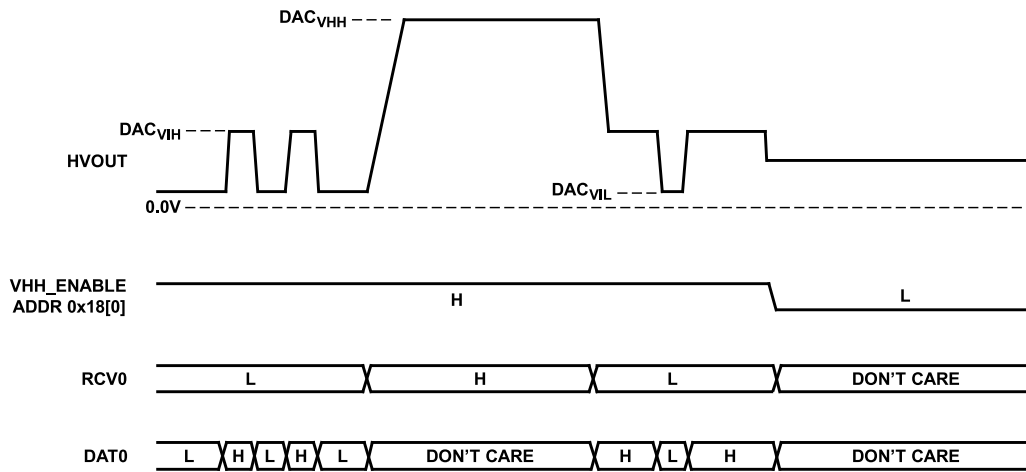 DACVHH
DACVIH
HVOUT
DACVIL
0.0V
VHH_ENABLE
ADDR 0x18[0]
H
L
RCV0
L
H
L
DON'T CARE
DAT0
L
H
L
H
L
DON'T CARE
H
L
H
DON'T CARE